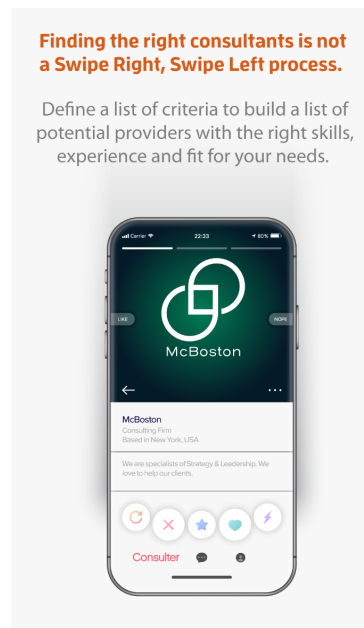 Finding the right consultants is not
a Swipe Right, Swipe Left process.
Define a list of criteria to build a list of
potential providers with the right skills,
experience and fit for your needs.
Carrier 22:33 80%
LIKE NOPE
McBoston
McBoston
Consulting Firm
Based in New York, USA
We are specialists of Strategy & Leadership. We
love to help our clients.
Consulter